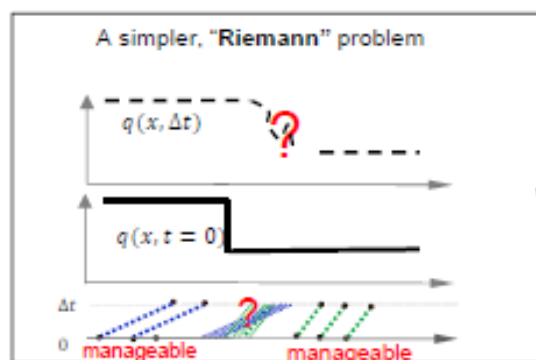 A simpler, “Riemann” problem
q(x, Δt)
?
q(x, t = 0)
Δt
?
0
manageable manageable